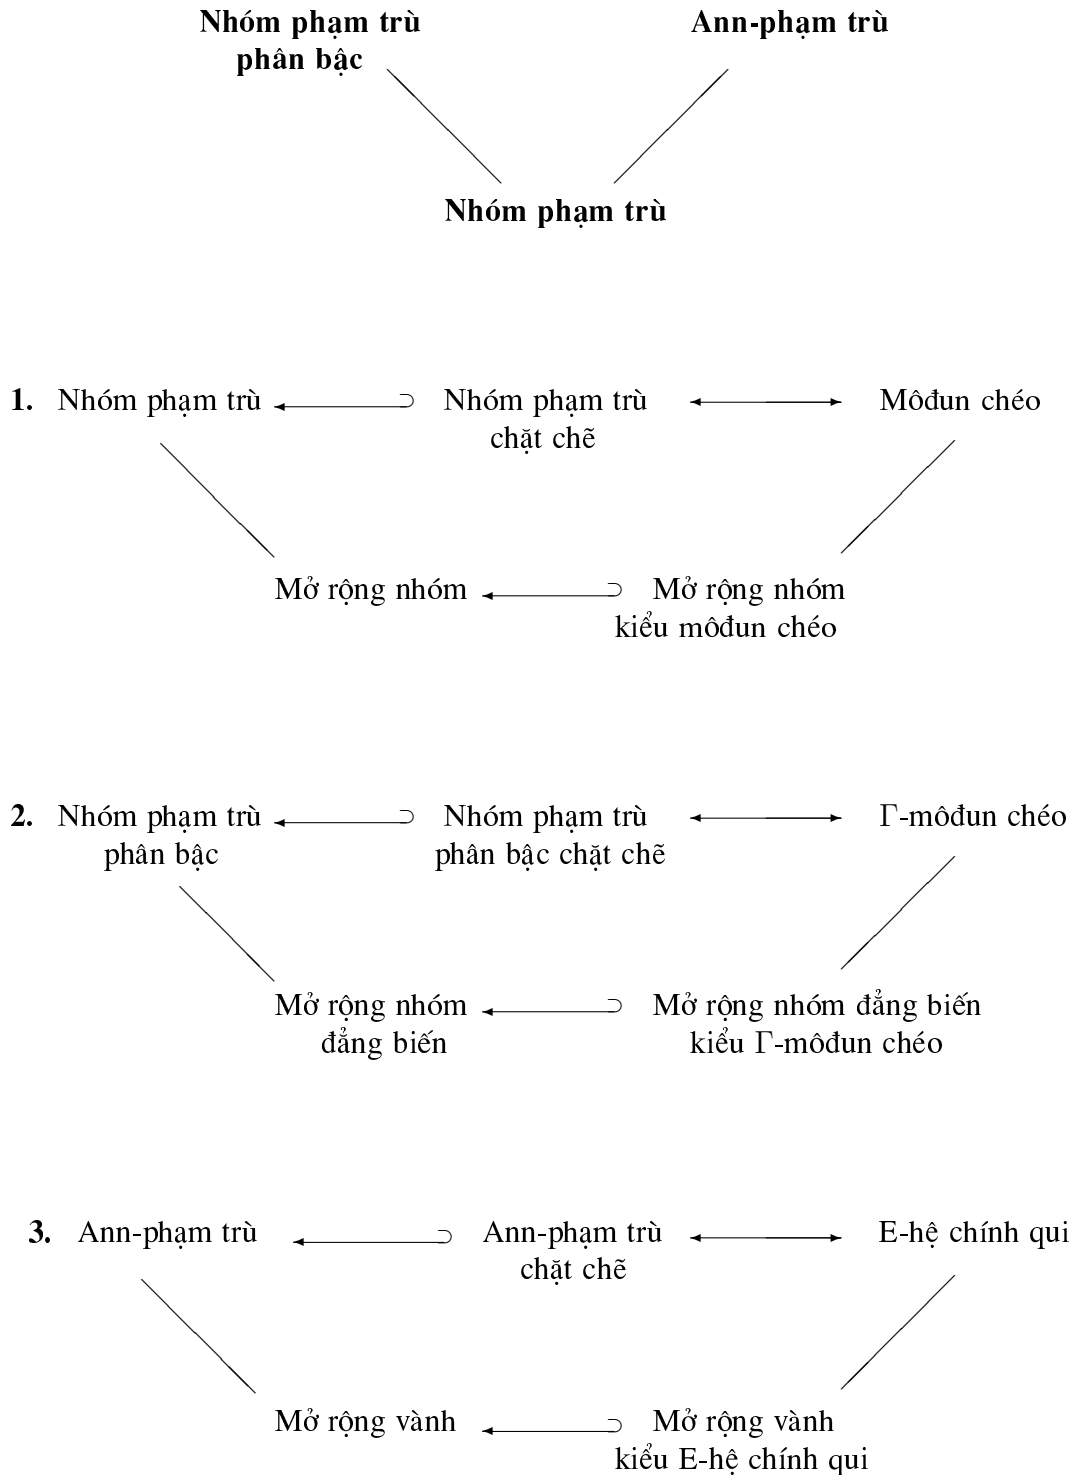 Nhóm phạm trù Ann-phạm trù
phân bậc
Nhóm phạm trù
1. Nhóm phạm trù Nhóm phạm trù Môđun chéo
chặt chẽ
Mở rộng nhóm Mở rộng nhóm
kiểu môđun chéo
2. Nhóm phạm trù Nhóm phạm trù Γ-môđun chéo
phân bậc phân bậc chặt chẽ
Mở rộng nhóm Mở rộng nhóm đẳng biến
đẳng biến kiểu Γ-môđun chéo
3. Ann-phạm trù Ann-phạm trù E-hệ chính qui
chặt chẽ
Mở rộng vành Mở rộng vành
kiểu E-hệ chính qui